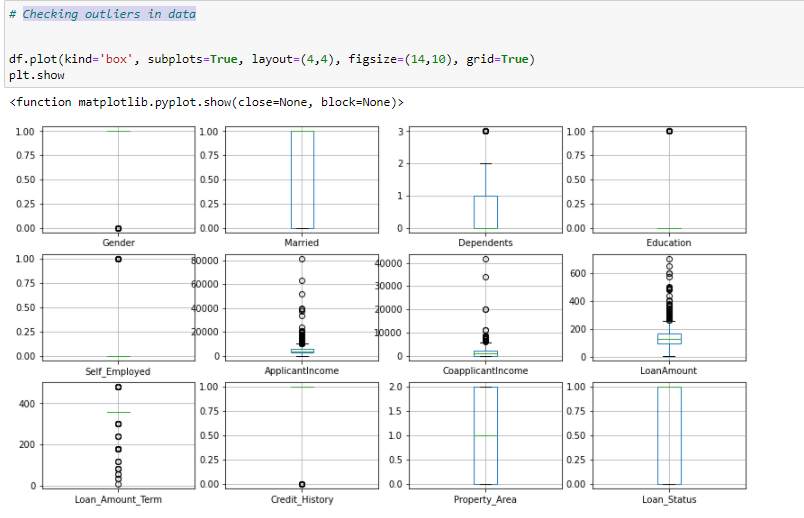 # Checking outliers in data
df.plot(kind='box', subplots=True, layout=(4,4), figsize=(14,10), grid=True)
plt.show
<function matplotlib.pyplot.show(close=None, block=None)>
1.00 1.00 3 1.00
0.75 0.75 2 0.75
0.50 0.50 0.50
0.25 0.25 1 0.25
0.00 0.00 0 0.00
Gender Married Dependents Education
1.00 80000 40000 600
0.75 60000 30000
0.50 40000 20000 400
0.25 20000 10000 200
0.00 0 0 0
Self_Employed ApplicantIncome CoapplicantIncome LoanAmount
400 1.00 2.0 1.00
0.75 1.5 0.75
200 0.50 1.0 0.50
0.25 0.5 0.25
0 0.00 0.0 0.00
Loan_Amount_Term Credit_History Property_Area Loan_Status